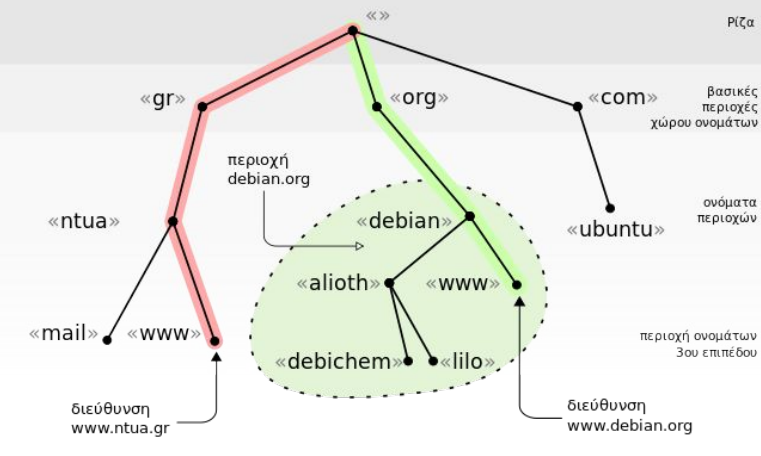 «»
Ρίζα
«gr»
«org»
«com»
βασικές
περιοχές
χώρου ονομάτων
περιοχή
debian.org
«ntua»
«debian»
«ubuntu»
ονόματα
περιοχών
«alioth»
«www»
«mail»
«www»
«debichem»
«lilo»
περιοχή ονομάτων
3ου επιπέδου
διεύθυνση
www.ntua.gr
διεύθυνση
www.debian.org